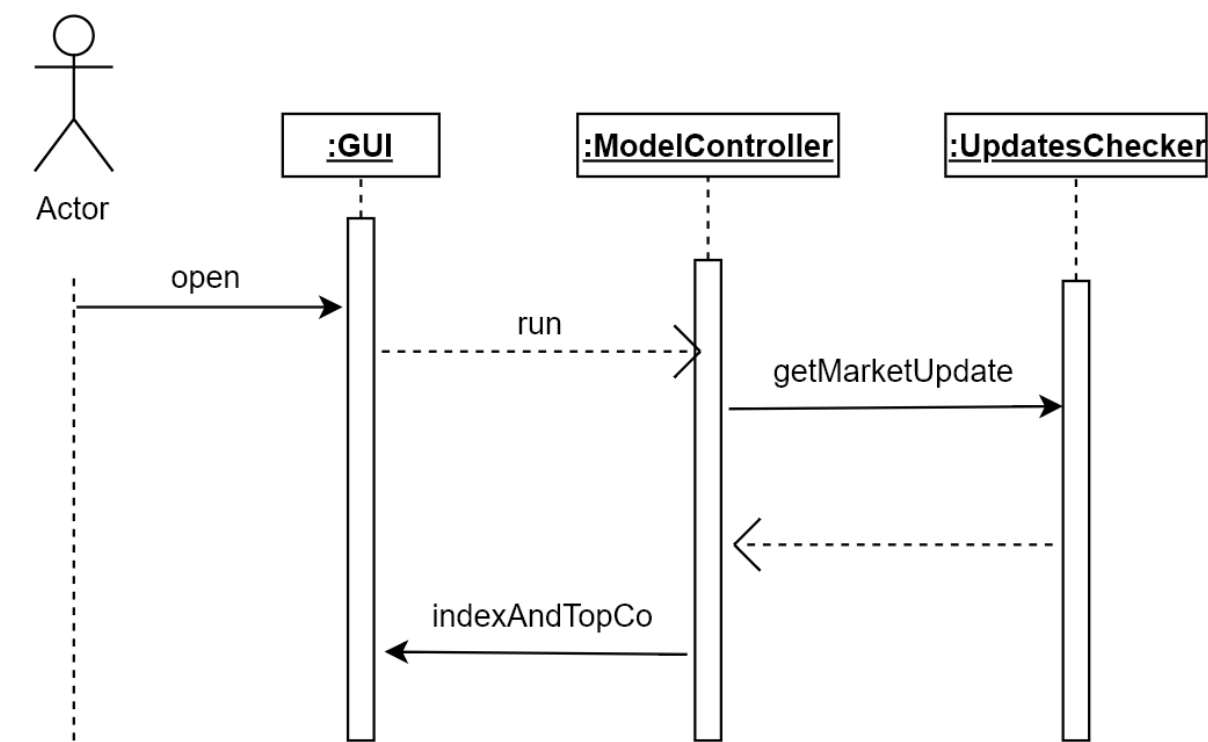 :GUI
:ModelController
:UpdatesChecker
Actor
open
run
getMarketUpdate
indexAndTopCo